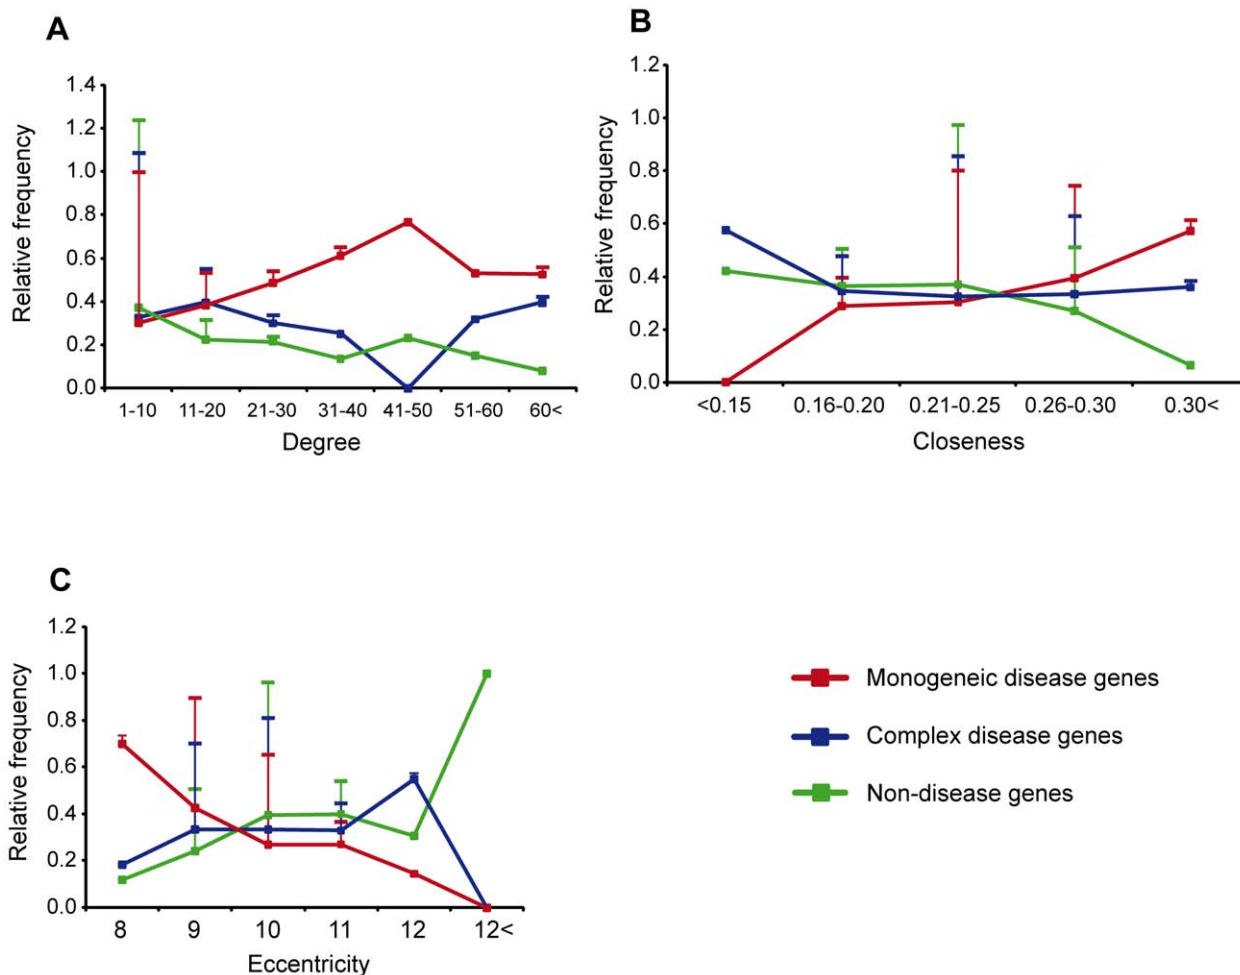 A
Relative frequency
1.4
1.2
1.0
0.8
0.6
0.4
0.2
0.0
1-10 11-20 21-30 31-40 41-50 51-60 60<
Degree
B
Relative frequency
1.2
1.0
0.8
0.6
0.4
0.2
0.0
<0.15 0.16-0.20 0.21-0.25 0.26-0.30 0.30<
Closeness
C
Relative frequency
1.2
1.0
0.8
0.6
0.4
0.2
0.0
8 9 10 11 12 12<
Eccentricity
Monogeneic disease genes
Complex disease genes
Non-disease genes